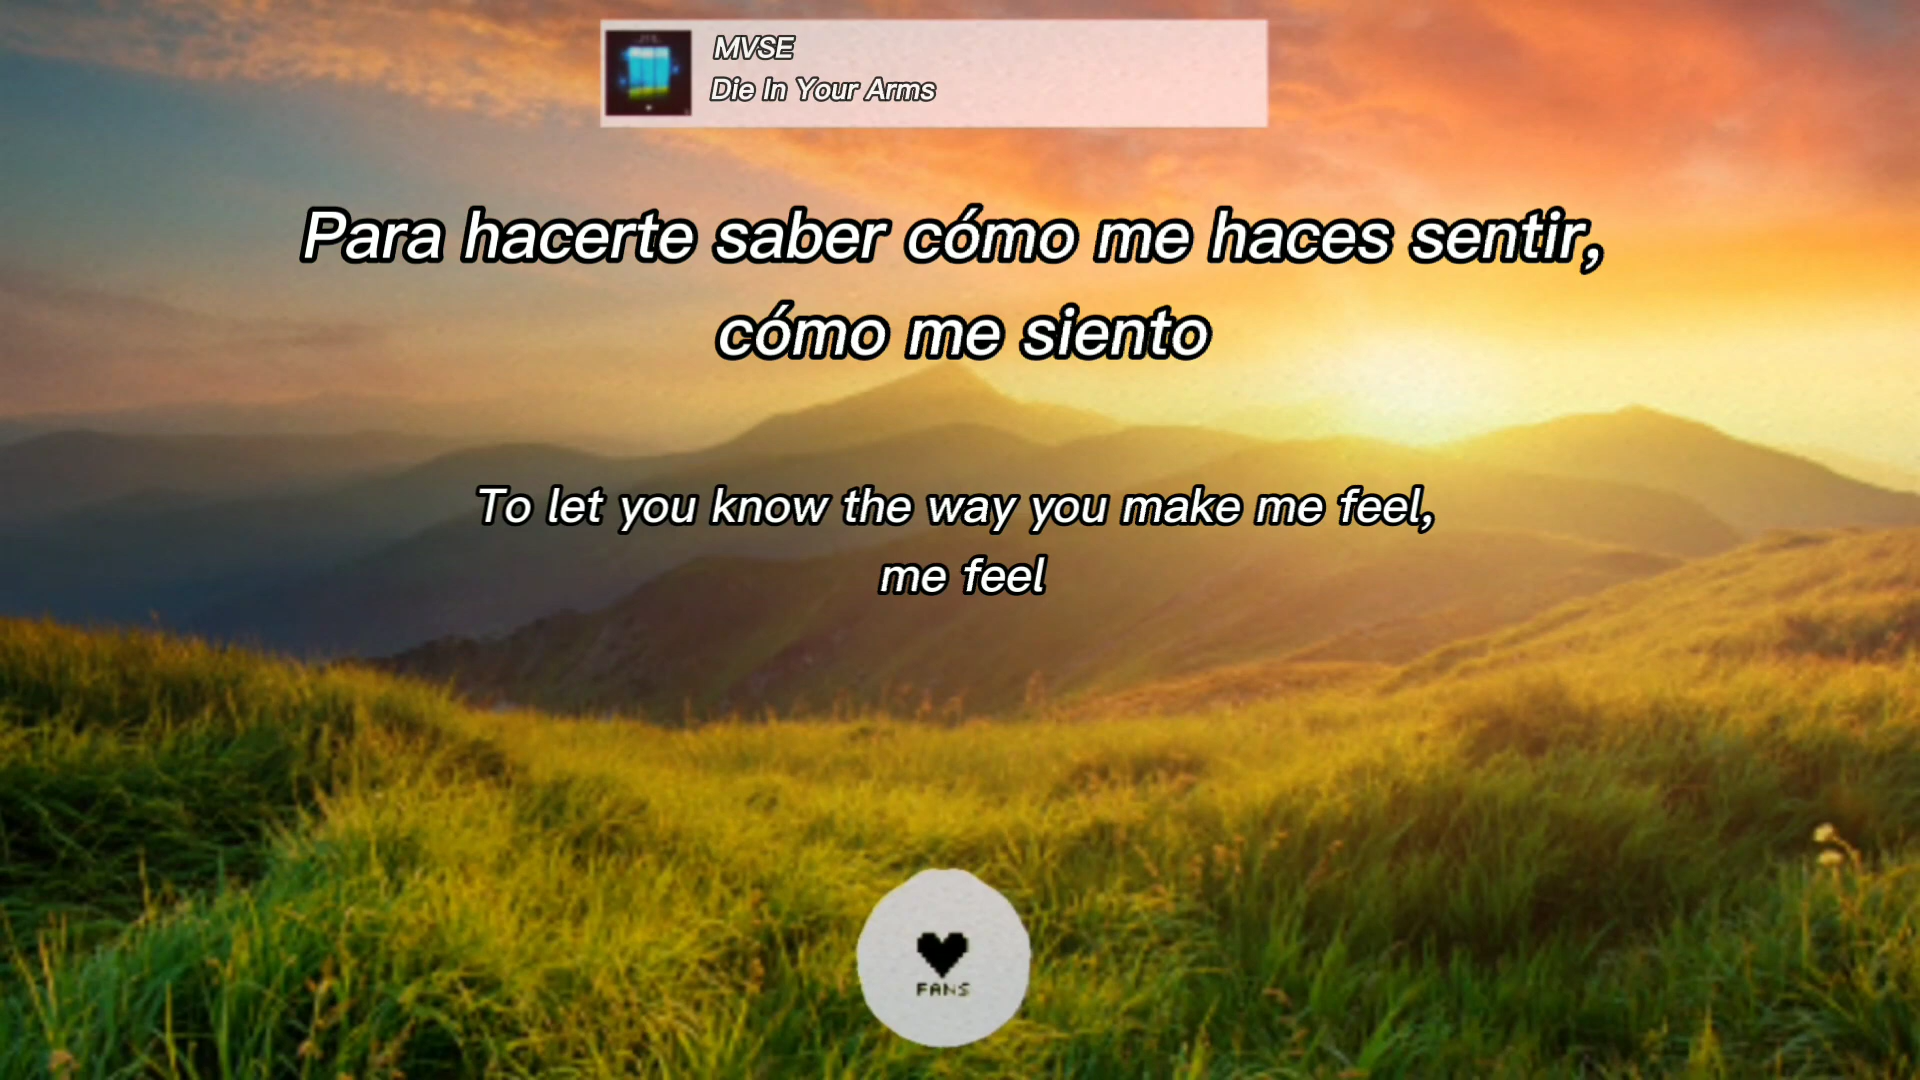 MVSE
Die In Your Arms
Para hacerte saber cómo me haces sentir,
cómo me siento
To let you know the way you make me feel,
me feel
FANS